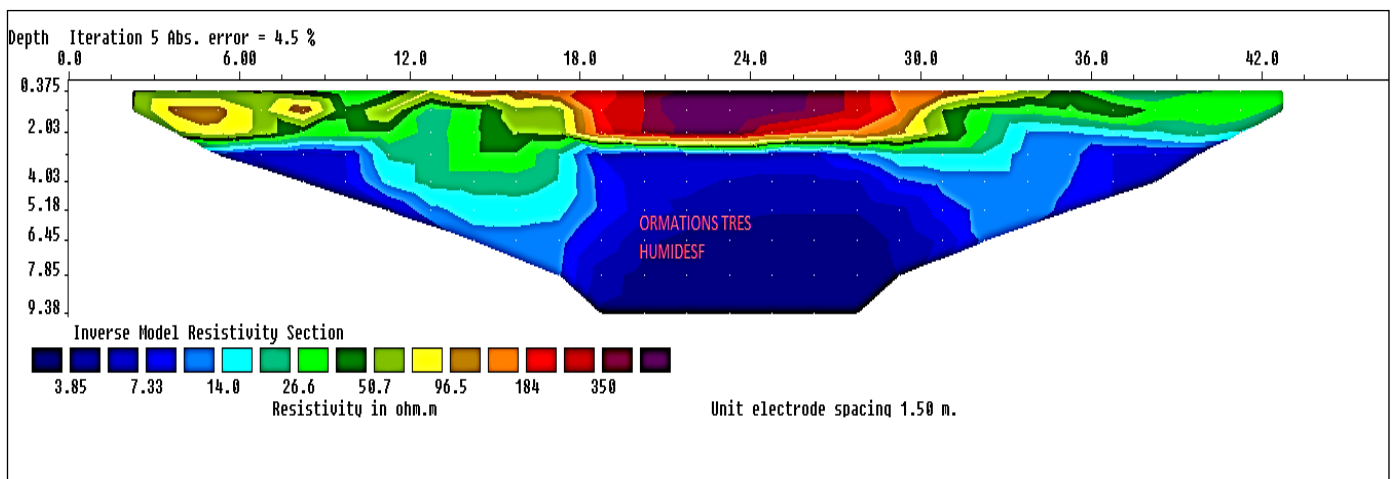 Depth Iteration 5 Abs. error = 4.5 %
0.0 6.00 12.0 18.0 24.0 30.0 36.0 42.0
0.375
2.03
4.03
5.18
6.45
7.85
9.38
ORMATIONS TRES
HUMIDESF
Inverse Model Resistivity Section
3.85 7.33 14.0 26.6 50.7 96.5 184 350
Resistivity in ohm.m Unit electrode spacing 1.50 m.